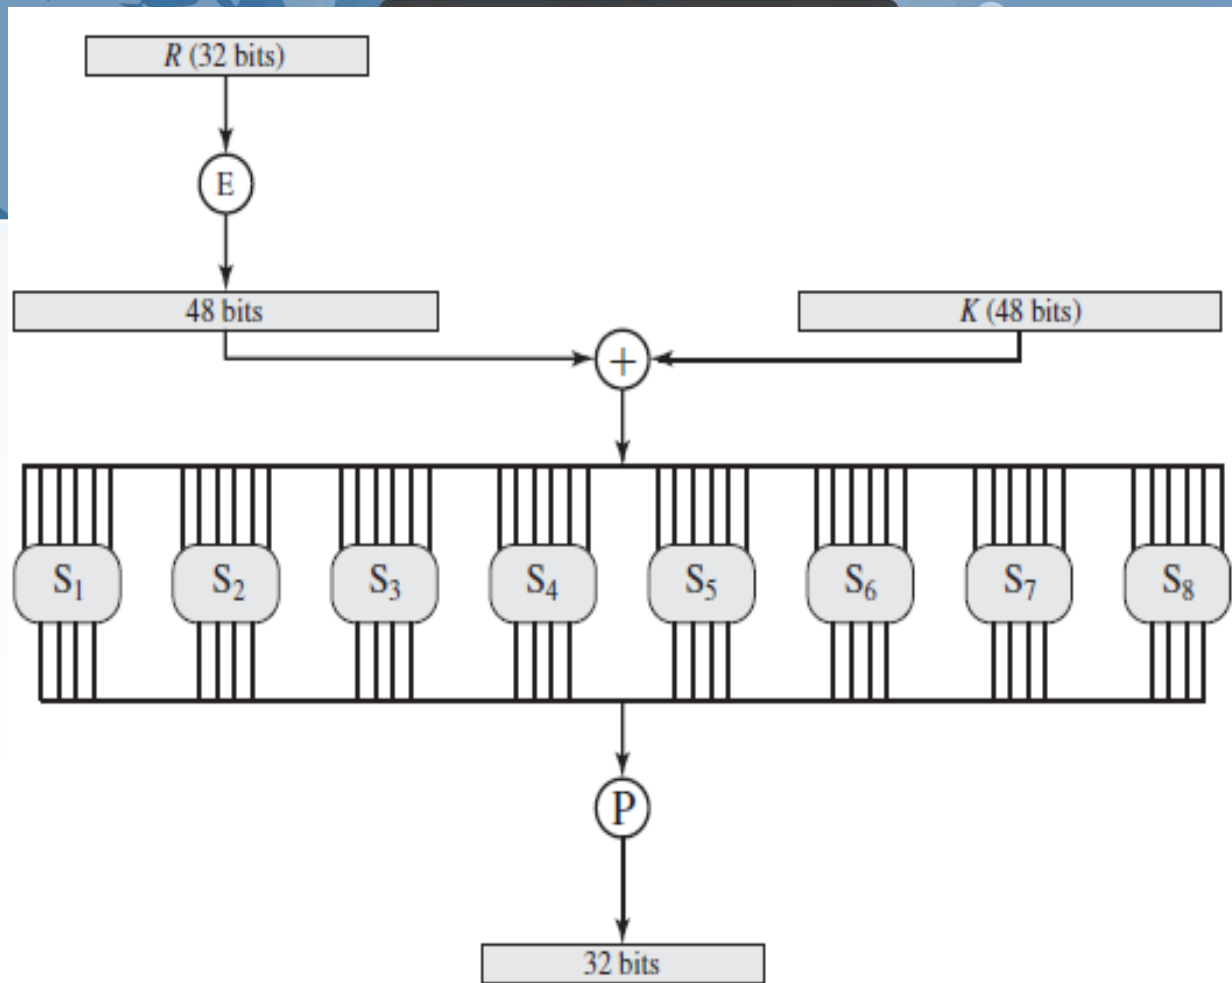 R (32 bits)
E
48 bits
K (48 bits)
+
S1 S2 S3 S4 S5 S6 S7 S8
P
32 bits